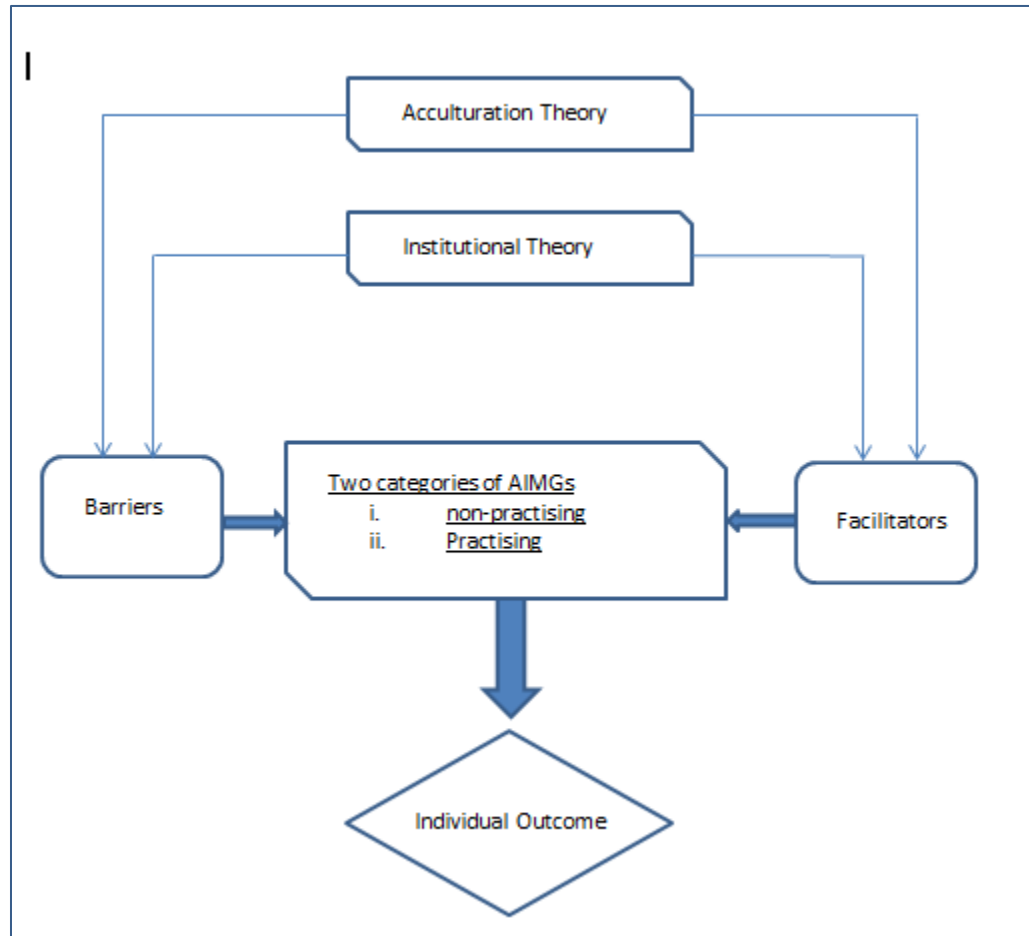 I
Acculturation Theory
Institutional Theory
Two categories of AIMGs
i. non-practising
ii. Practising
Barriers
Facilitators
Individual Outcome